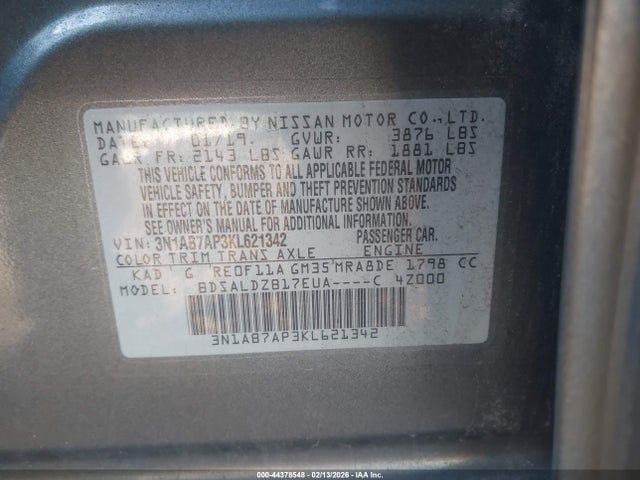 MANUFACTURED BY NISSAN MOTOR CO.,LTD.
DATE: 01/19. GVWR: 3876 LBS
GAWR FR: 2143 LBS GAWR RR: 1881 LBS
THIS VEHICLE CONFORMS TO ALL APPLICABLE FEDERAL MOTOR
VEHICLE SAFETY, BUMPER AND THEFT PREVENTION STANDARDS
IN EFFECT ON THE DATE OF MANUFACTURE SHOWN ABOVE.
SEE OWNER'S MANUAL FOR ADDITIONAL INFORMATION.
VIN: 3N1AB7AP3KL621342 PASSENGER CAR.
COLOR TRIM TRANS AXLE ENGINE
KAD G RE0F11A GM35 MRA8DE 1798 CC
MODEL: BDSALDZB17EUA----C 4Z000
3N1AB7AP3KL621342
000-44378548 - 02/13/2026 - IAA Inc.